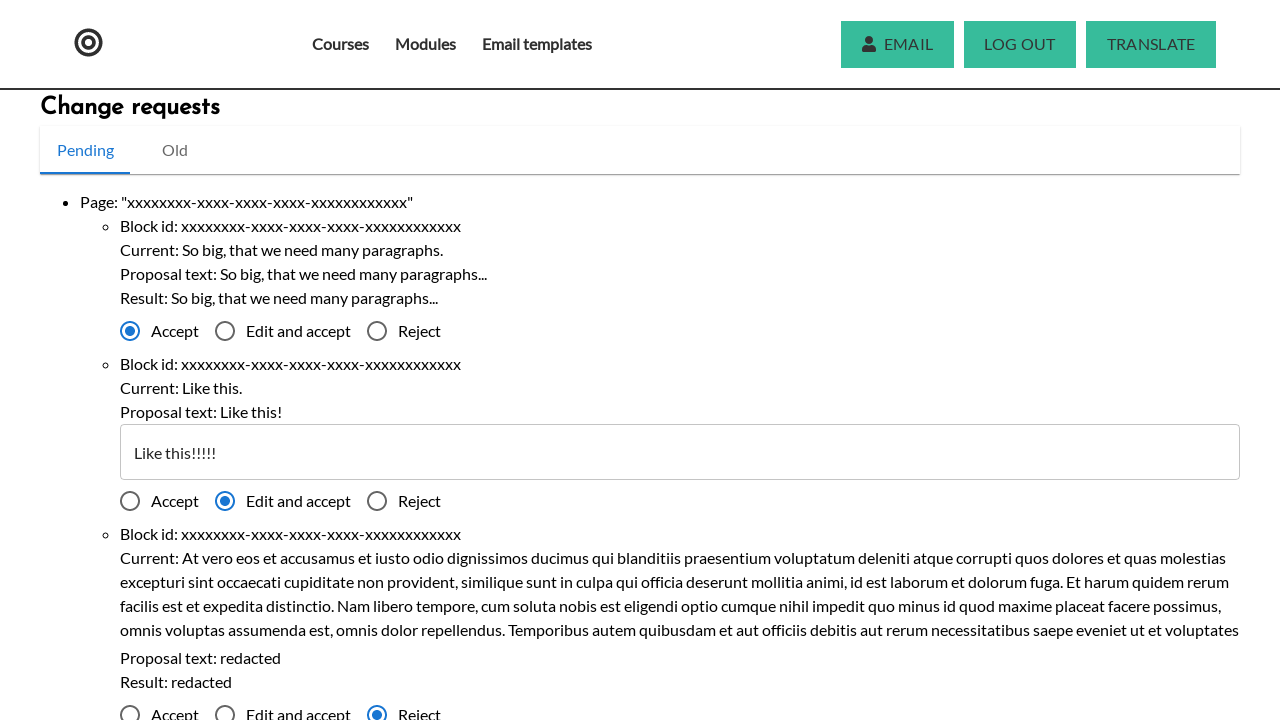 Courses Modules Email templates EMAIL LOG OUT TRANSLATE
Change requests
Pending Old
Page: "xxxxxxxx-xxxx-xxxx-xxxx-xxxxxxxxxxxx"
Block id: xxxxxxxx-xxxx-xxxx-xxxx-xxxxxxxxxxxx
Current: So big, that we need many paragraphs.
Proposal text: So big, that we need many paragraphs...
Result: So big, that we need many paragraphs...
Accept Edit and accept Reject
Block id: xxxxxxxx-xxxx-xxxx-xxxx-xxxxxxxxxxxx
Current: Like this.
Proposal text: Like this!
Like this!!!!!
Accept Edit and accept Reject
Block id: xxxxxxxx-xxxx-xxxx-xxxx-xxxxxxxxxxxx
Current: At vero eos et accusamus et iusto odio dignissimos ducimus qui blanditiis praesentium voluptatum deleniti atque corrupti quos dolores et quas molestias
excepturi sint occaecati cupiditate non provident, similique sunt in culpa qui officia deserunt mollitia animi, id est laborum et dolorum fuga. Et harum quidem rerum
facilis est et expedita distinctio. Nam libero tempore, cum soluta nobis est eligendi optio cumque nihil impedit quo minus id quod maxime placeat facere possimus,
omnis voluptas assumenda est, omnis dolor repellendus. Temporibus autem quibusdam et aut officiis debitis aut rerum necessitatibus saepe eveniet ut et voluptates
Proposal text: redacted
Result: redacted
Accept Edit and accept Reject